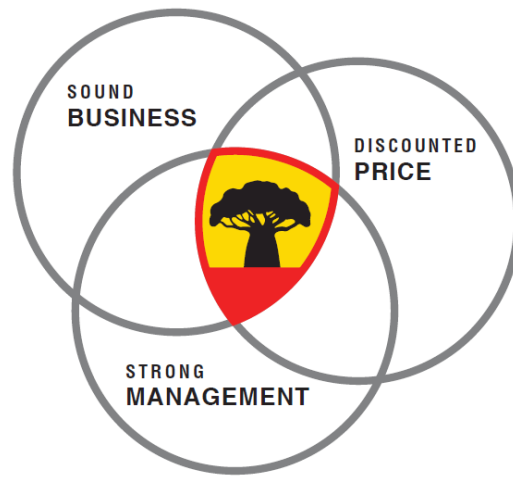 SOUND
BUSINESS
DISCOUNTED
PRICE
STRONG
MANAGEMENT